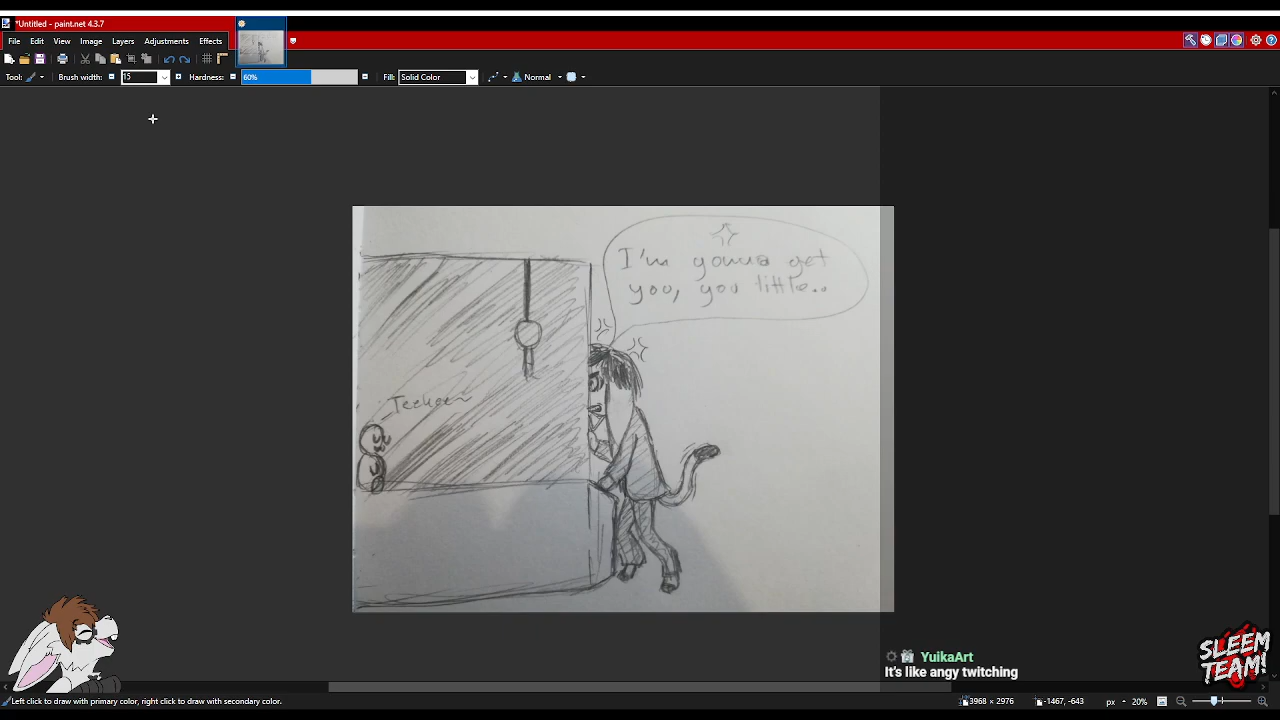 *Untitled - paint.net 4.3.7
File Edit View Image Layers Adjustments Effects
Tool: Brush width: 15 Hardness: 60% Fill: Solid Color Normal
I'm gonna get
you, you little..
YuikaArt
It's like angy twitching
SLEEM
TEAM!
Left click to draw with primary color, right click to draw with secondary color.
3968 × 2976 -1467, -643 px 20%